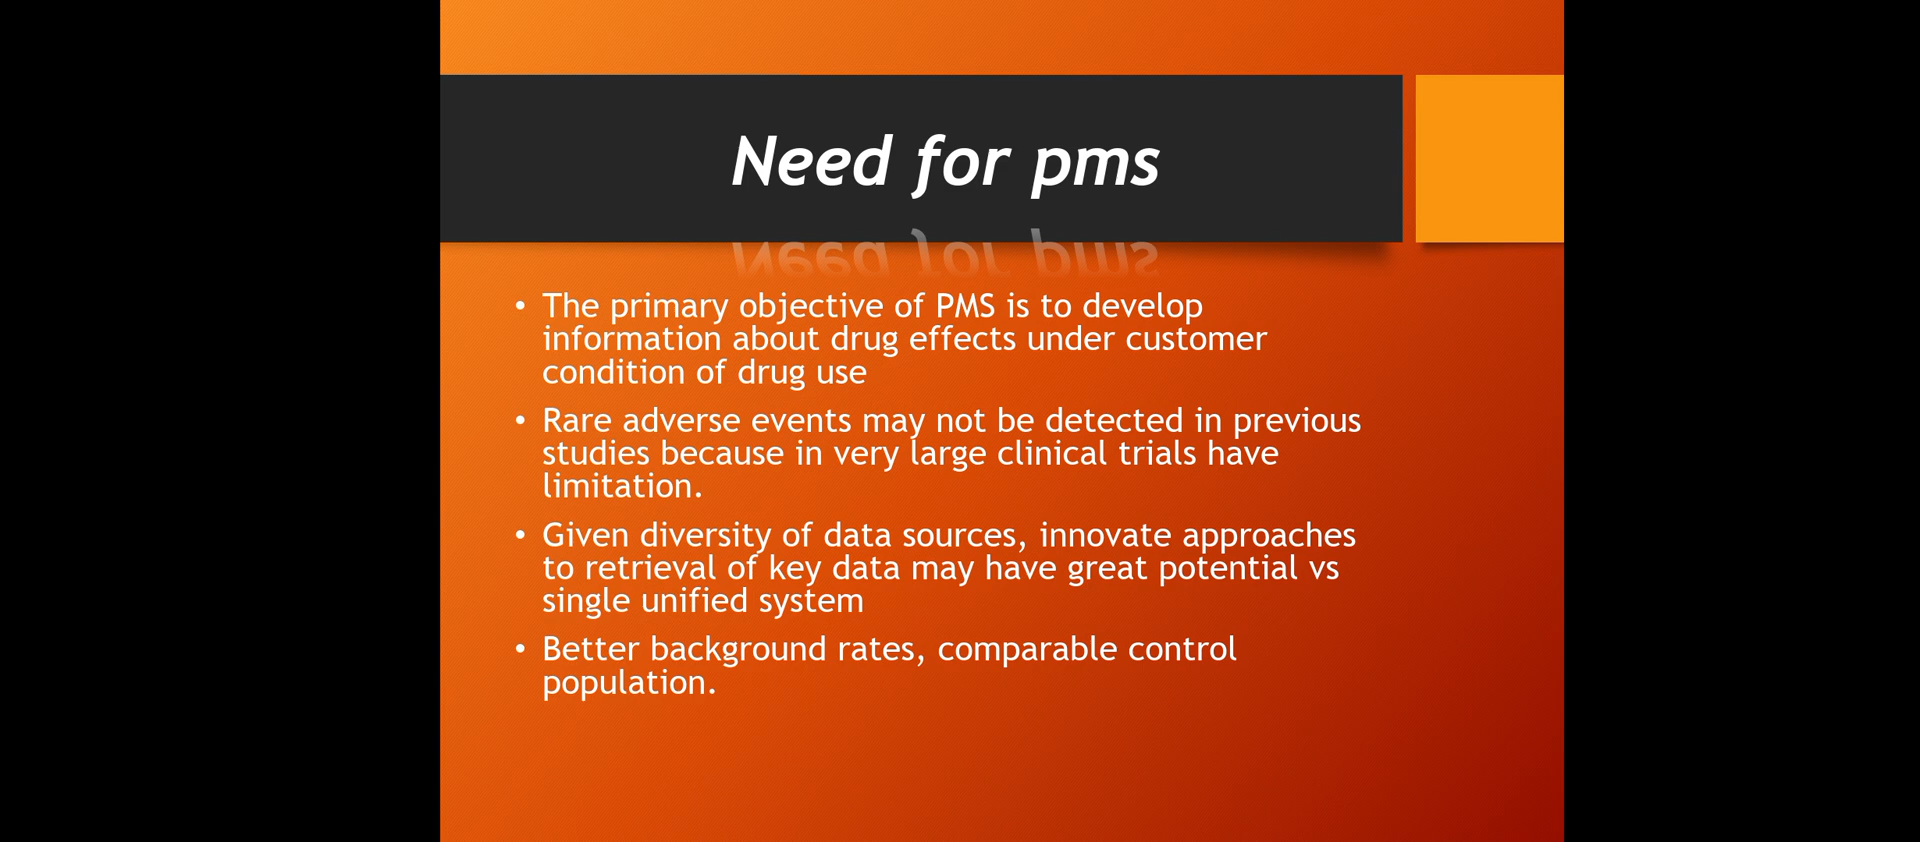 Need for pms
• The primary objective of PMS is to develop
information about drug effects under customer
condition of drug use
• Rare adverse events may not be detected in previous
studies because in very large clinical trials have
limitation.
• Given diversity of data sources, innovate approaches
to retrieval of key data may have great potential vs
single unified system
• Better background rates, comparable control
population.